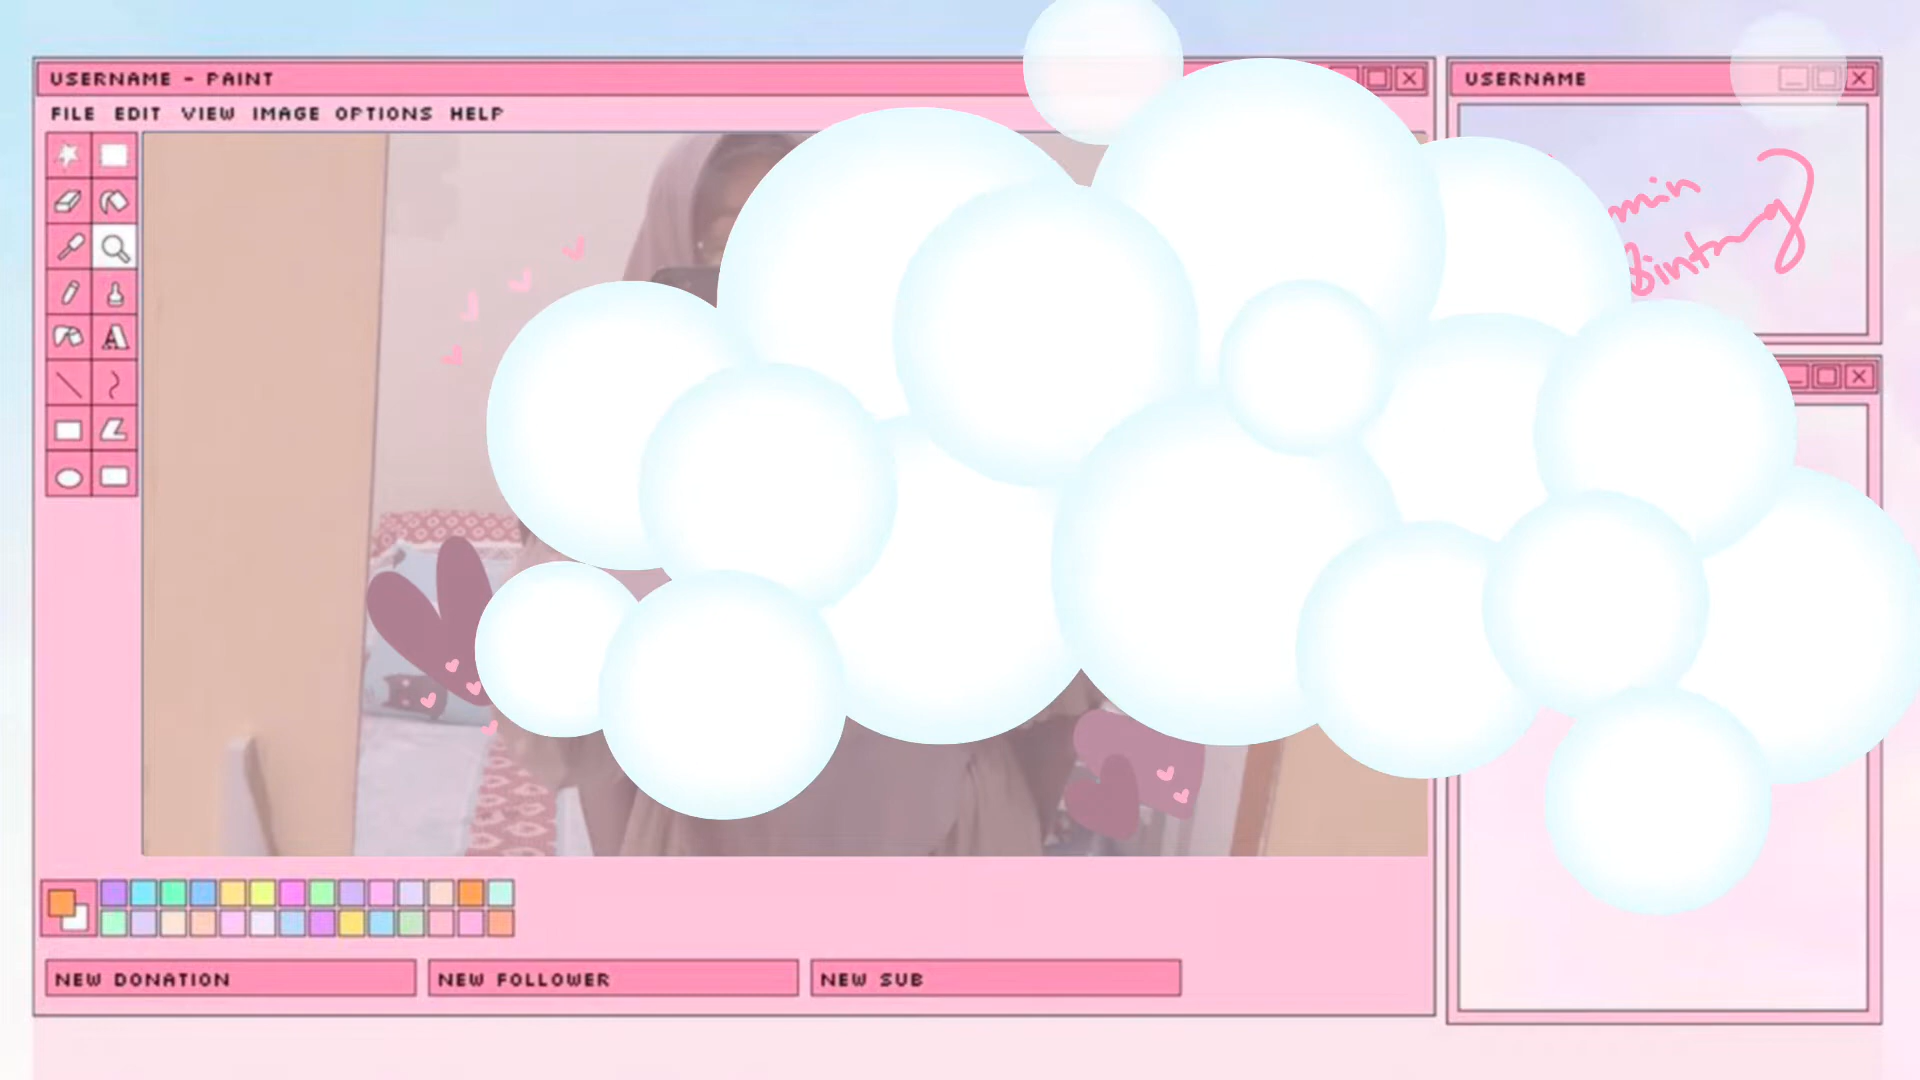 USERNAME - PAINT
FILE EDIT VIEW IMAGE OPTIONS HELP
USERNAME
NEW DONATION
NEW FOLLOWER
NEW SUB